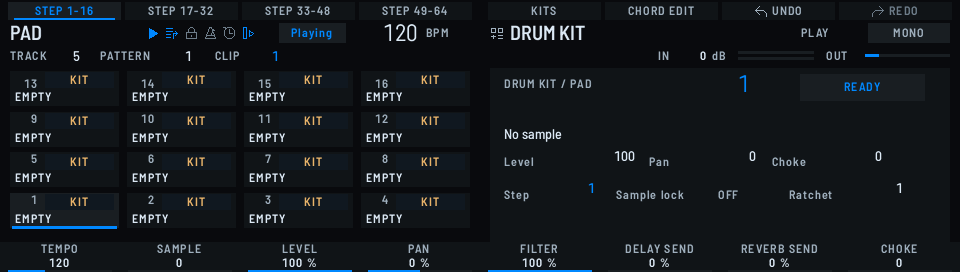 STEP 1-16 STEP 17-32 STEP 33-48 STEP 49-64 KITS CHORD EDIT UNDO REDO
PAD Playing 120 BPM DRUM KIT PLAY MONO
TRACK 5 PATTERN 1 CLIP 1 IN 0 dB OUT
DRUM KIT / PAD 1 READY
13 KIT 14 KIT 15 KIT 16 KIT
EMPTY EMPTY EMPTY EMPTY
9 KIT 10 KIT 11 KIT 12 KIT
EMPTY EMPTY EMPTY EMPTY
No sample
5 KIT 6 KIT 7 KIT 8 KIT
EMPTY EMPTY EMPTY EMPTY
Level 100 Pan 0 Choke 0
1 KIT 2 KIT 3 KIT 4 KIT
EMPTY EMPTY EMPTY EMPTY
Step 1 Sample lock OFF Ratchet 1
TEMPO SAMPLE LEVEL PAN FILTER DELAY SEND REVERB SEND CHOKE
120 0 100 % 0 % 100 % 0 % 0 % 0